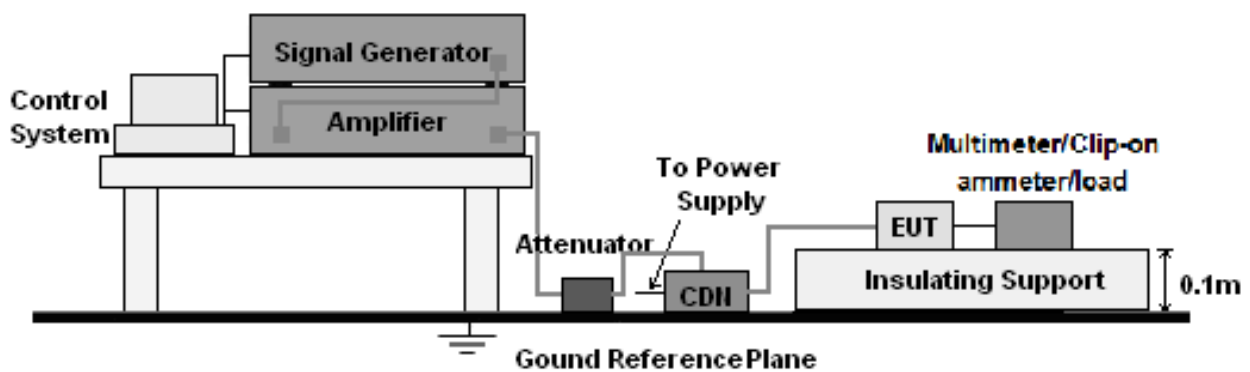 Signal Generator
Control
System
Amplifier
Multimeter/Clip-on
ammeter/load
To Power
Supply
EUT
Attenuator
CDN
Insulating Support
0.1m
Gound Reference Plane